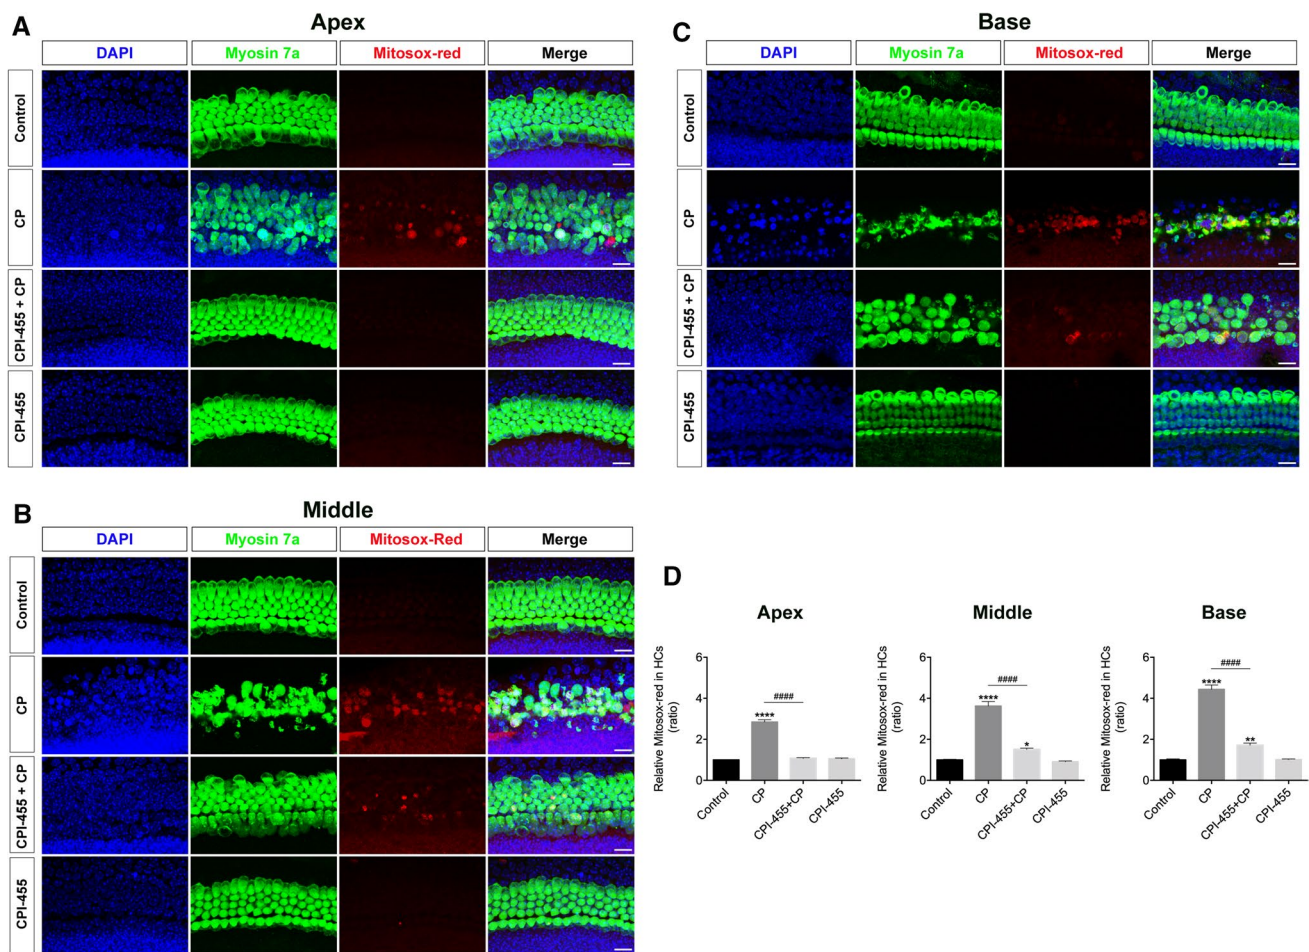 A
Apex
DAPI Myosin 7a Mitosox-red Merge
Control
CP
CPI-455 + CP
CPI-455
B
Middle
DAPI Myosin 7a Mitosox-Red Merge
Control
CP
CPI-455 + CP
CPI-455
C
Base
DAPI Myosin 7a Mitosox-red Merge
Control
CP
CPI-455 + CP
CPI-455
D
Apex
Relative Mitosox-red in HCs
(ratio)
6
4
2
0
####
****
Control CP CPI-455+CP CPI-455
Middle
Relative Mitosox-red in HCs
(ratio)
6
4
2
0
####
****
*
Control CP CPI-455+CP CPI-455
Base
Relative Mitosox-red in HCs
(ratio)
6
4
2
0
####
****
**
Control CP CPI-455+CP CPI-455